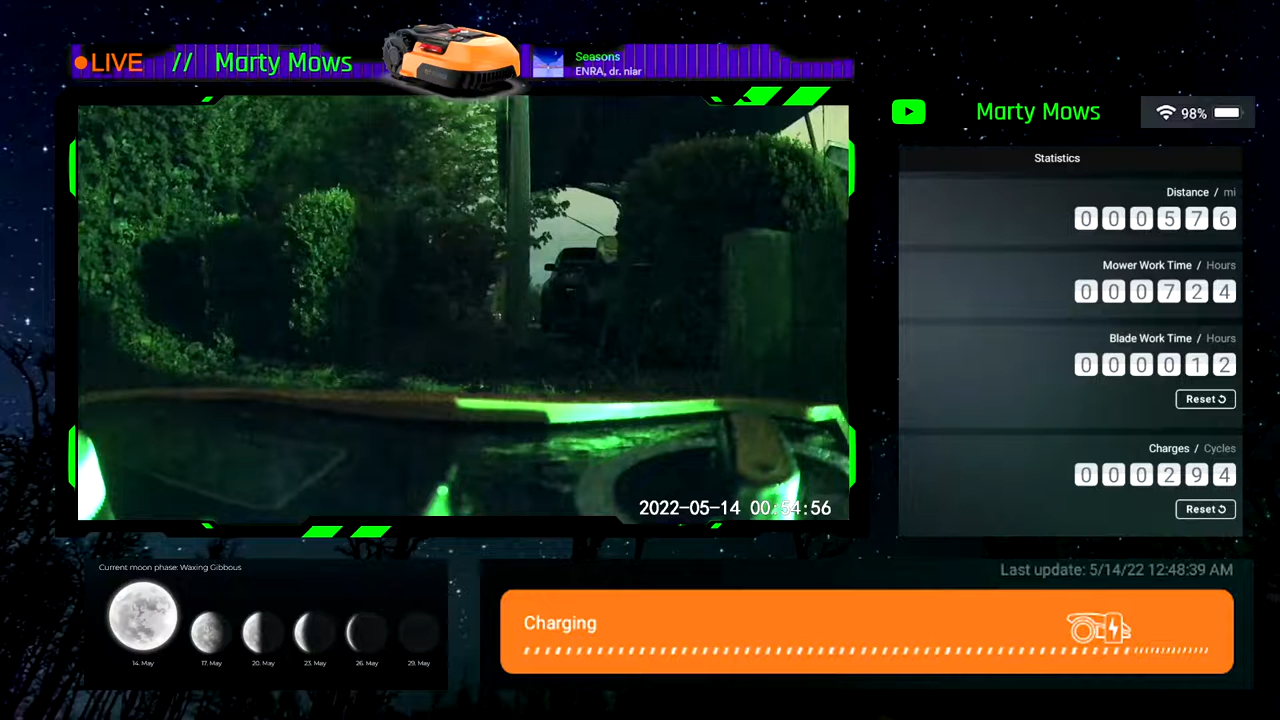 LIVE // Marty Mows
Seasons
ENRA, dr. niar
Marty Mows
98%
Statistics
Distance / mi
000576
Mower Work Time / Hours
000724
Blade Work Time / Hours
000012
Reset
Charges / Cycles
000294
Reset
2022-05-14 00:54:56
Current moon phase: Waxing Gibbous
14. May 17. May 20. May 23. May 26. May 29. May
Last update: 5/14/22 12:48:39 AM
Charging